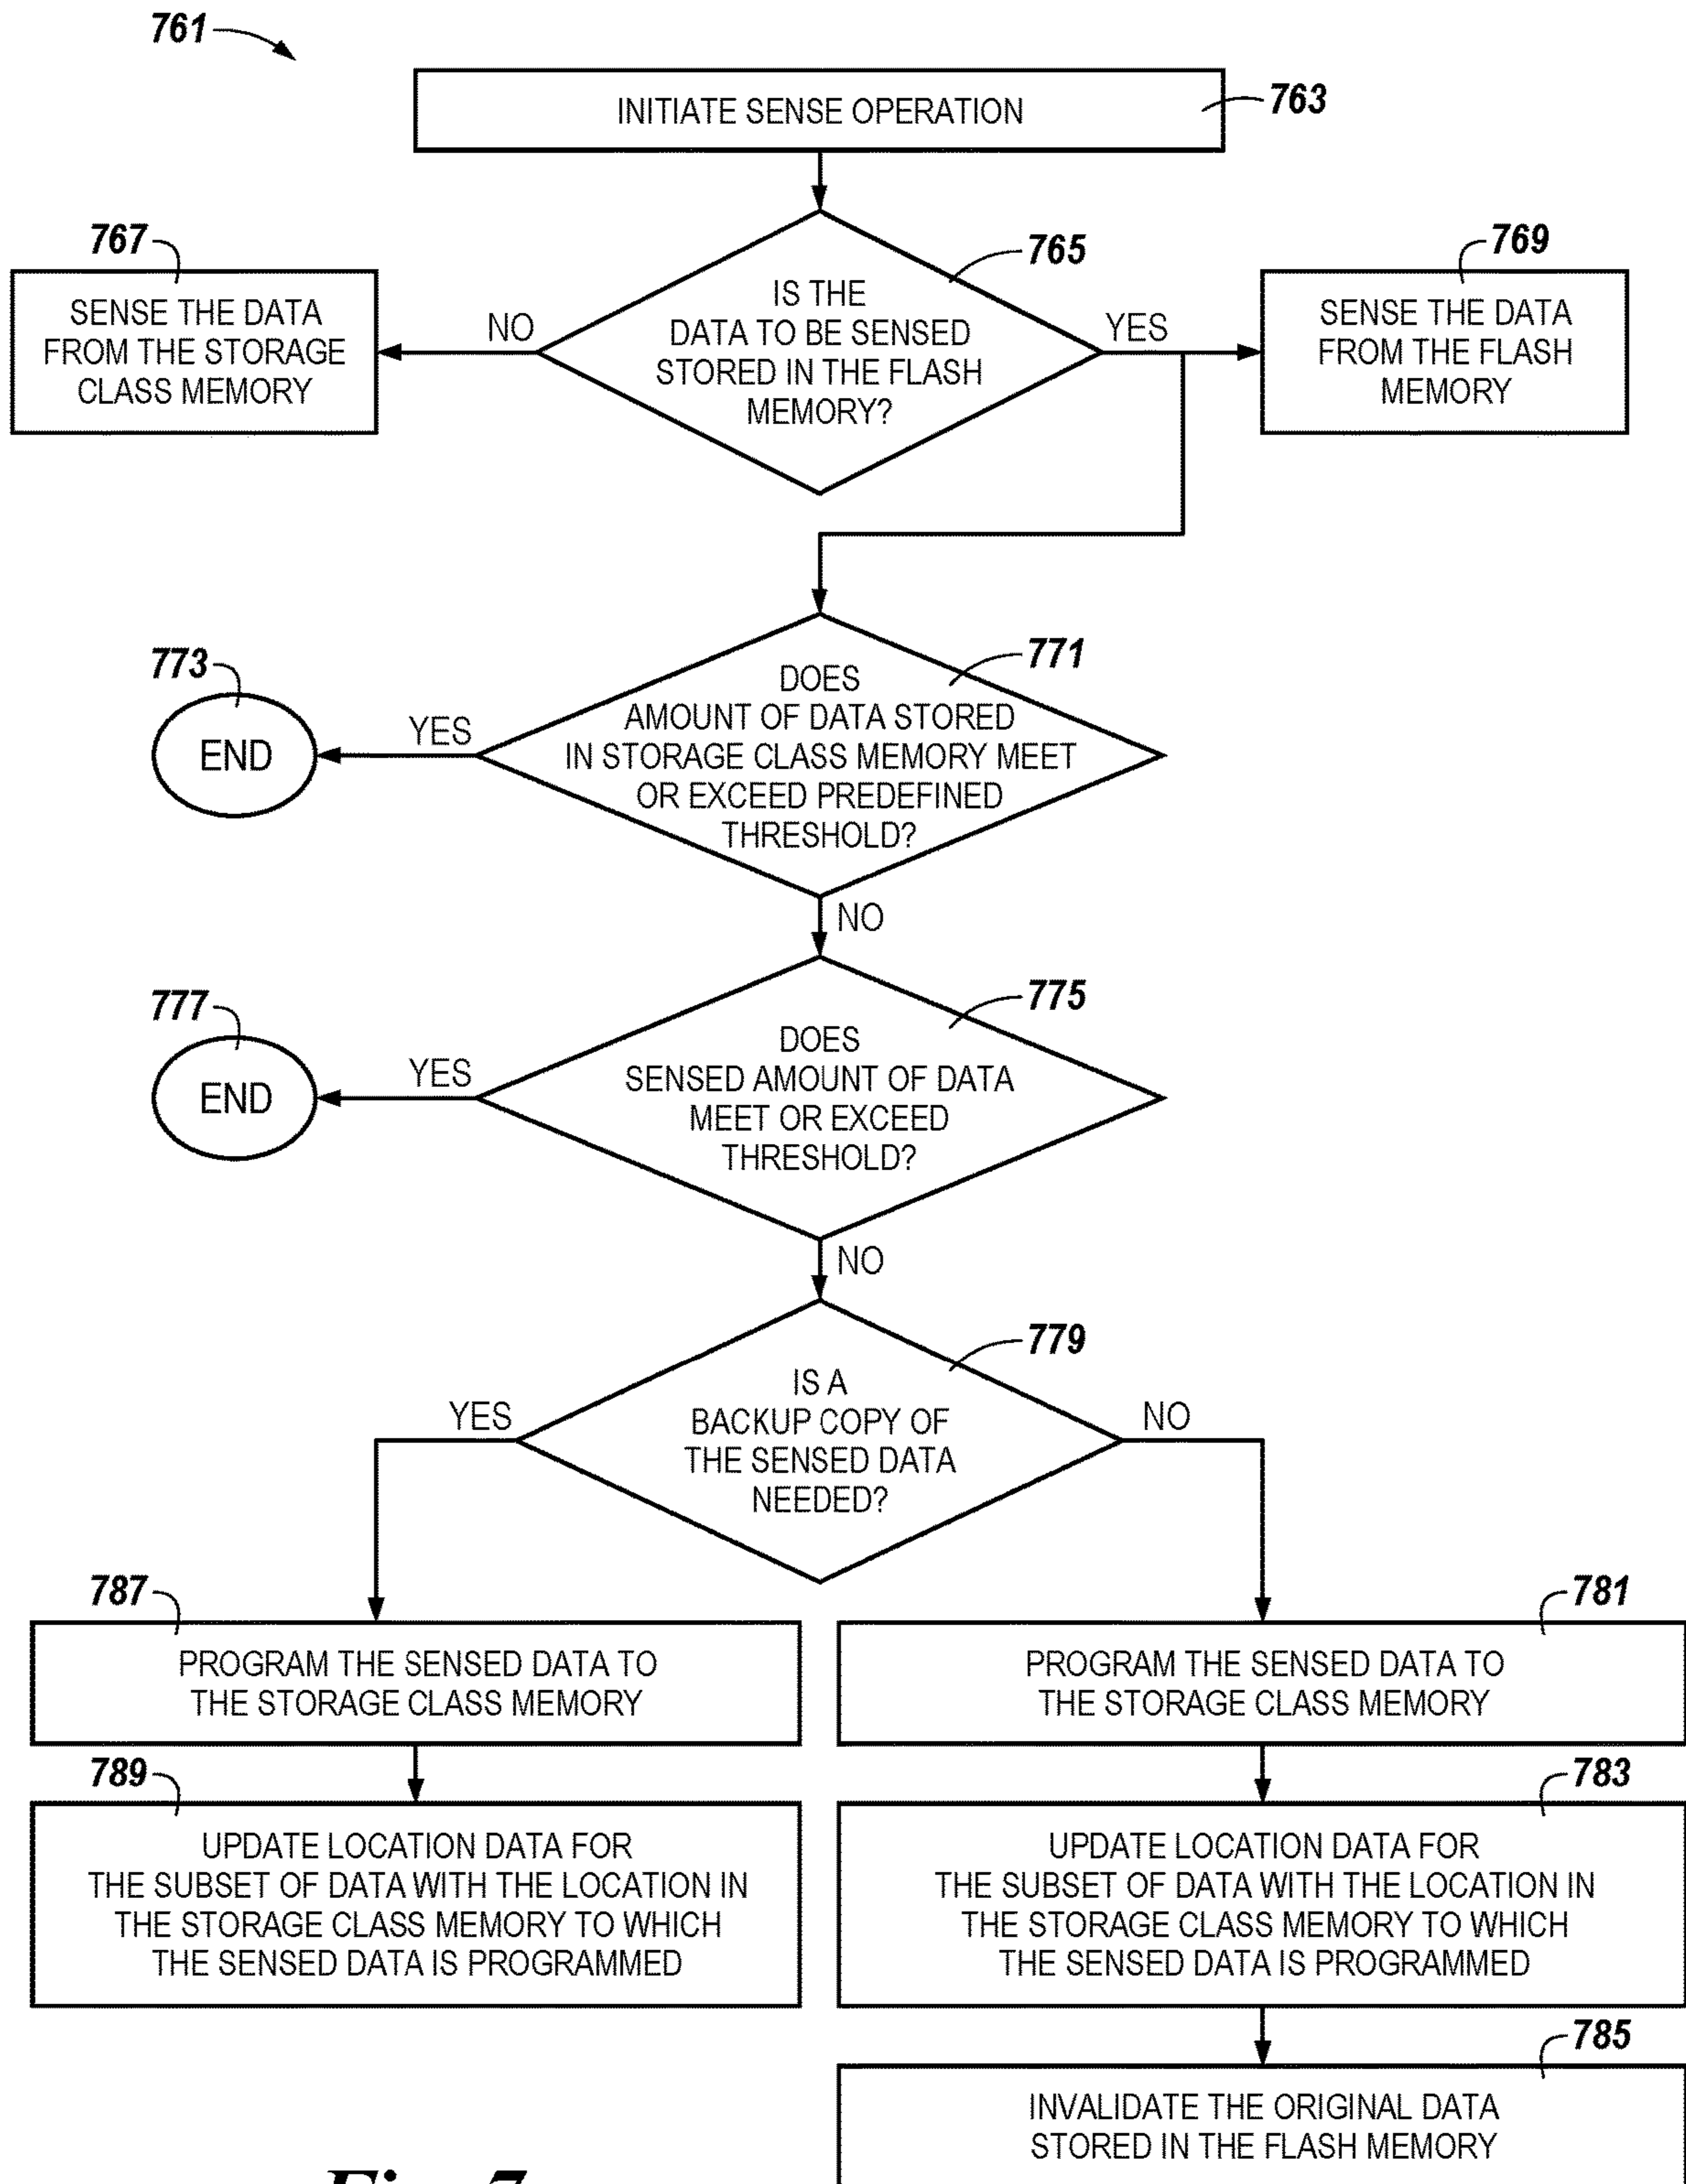 761
INITIATE SENSE OPERATION
763
767
765
769
SENSE THE DATA
FROM THE STORAGE
CLASS MEMORY
NO
IS THE
DATA TO BE SENSED
STORED IN THE FLASH
MEMORY?
YES
SENSE THE DATA
FROM THE FLASH
MEMORY
773
771
END
YES
DOES
AMOUNT OF DATA STORED
IN STORAGE CLASS MEMORY MEET
OR EXCEED PREDEFINED
THRESHOLD?
NO
777
775
END
YES
DOES
SENSED AMOUNT OF DATA
MEET OR EXCEED
THRESHOLD?
NO
779
YES
IS A
BACKUP COPY OF
THE SENSED DATA
NEEDED?
NO
787
PROGRAM THE SENSED DATA TO
THE STORAGE CLASS MEMORY
781
PROGRAM THE SENSED DATA TO
THE STORAGE CLASS MEMORY
789
UPDATE LOCATION DATA FOR
THE SUBSET OF DATA WITH THE LOCATION IN
THE STORAGE CLASS MEMORY TO WHICH
THE SENSED DATA IS PROGRAMMED
783
UPDATE LOCATION DATA FOR
THE SUBSET OF DATA WITH THE LOCATION IN
THE STORAGE CLASS MEMORY TO WHICH
THE SENSED DATA IS PROGRAMMED
785
INVALIDATE THE ORIGINAL DATA
STORED IN THE FLASH MEMORY
Fig. 7